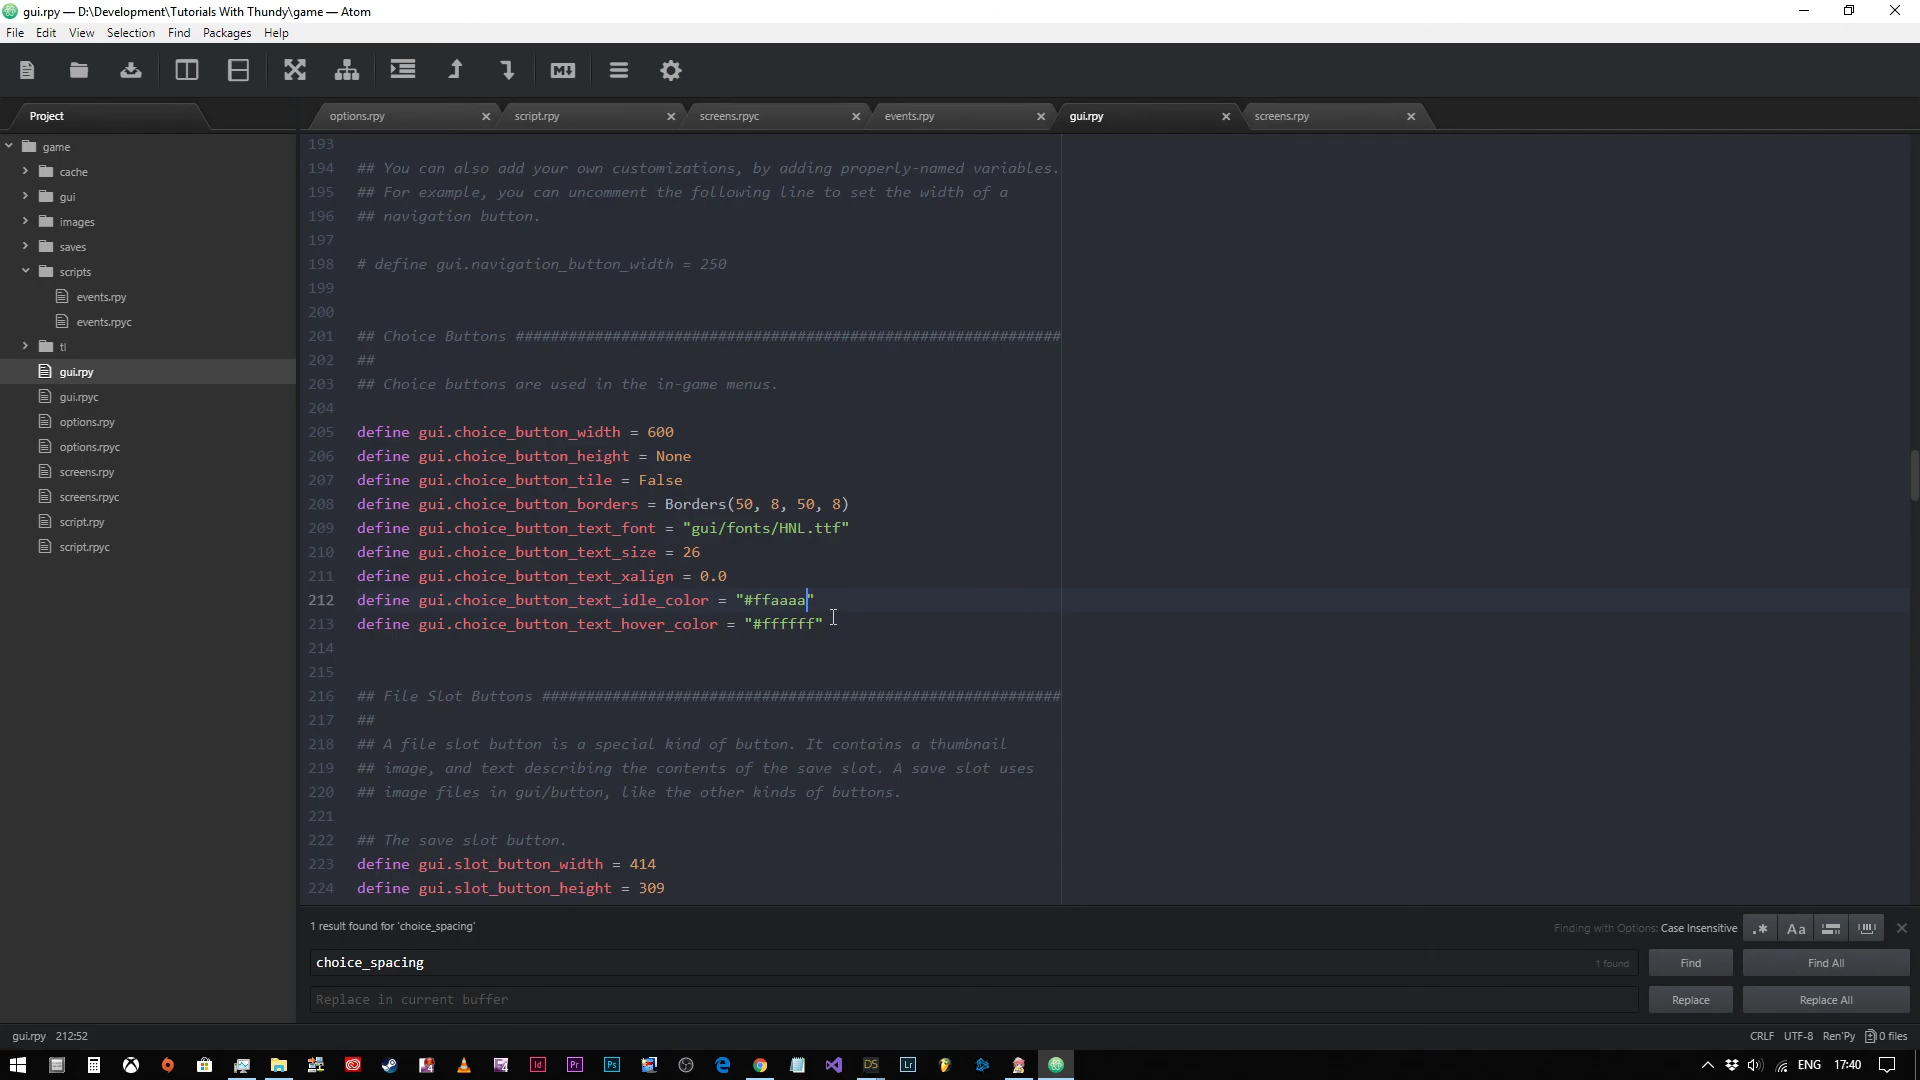 gui.rpy — D:\Development\Tutorials With Thundy\game — Atom
File Edit View Selection Find Packages Help
Project
options.rpy
script.rpy
screens.rpyc
events.rpy
gui.rpy
screens.rpy
game
cache
gui
images
saves
scripts
events.rpy
events.rpyc
tl
gui.rpy
gui.rpyc
options.rpy
options.rpyc
screens.rpy
screens.rpyc
script.rpy
script.rpyc
193
194 ## You can also add your own customizations, by adding properly-named variables.
195 ## For example, you can uncomment the following line to set the width of a
196 ## navigation button.
197
198 # define gui.navigation_button_width = 250
199
200
201 ## Choice Buttons ##############################################################
202 ##
203 ## Choice buttons are used in the in-game menus.
204
205 define gui.choice_button_width = 600
206 define gui.choice_button_height = None
207 define gui.choice_button_tile = False
208 define gui.choice_button_borders = Borders(50, 8, 50, 8)
209 define gui.choice_button_text_font = "gui/fonts/HNL.ttf"
210 define gui.choice_button_text_size = 26
211 define gui.choice_button_text_xalign = 0.0
212 define gui.choice_button_text_idle_color = "#ffaaaa"
213 define gui.choice_button_text_hover_color = "#ffffff"
214
215
216 ## File Slot Buttons ###########################################################
217 ##
218 ## A file slot button is a special kind of button. It contains a thumbnail
219 ## image, and text describing the contents of the save slot. A save slot uses
220 ## image files in gui/button, like the other kinds of buttons.
221
222 ## The save slot button.
223 define gui.slot_button_width = 414
224 define gui.slot_button_height = 309
1 result found for 'choice_spacing'
Finding with Options: Case Insensitive
.* Aa
choice_spacing
1 found
Find
Find All
Replace in current buffer
Replace
Replace All
gui.rpy 212:52
CRLF UTF-8 Ren'Py 0 files
ENG 17:40